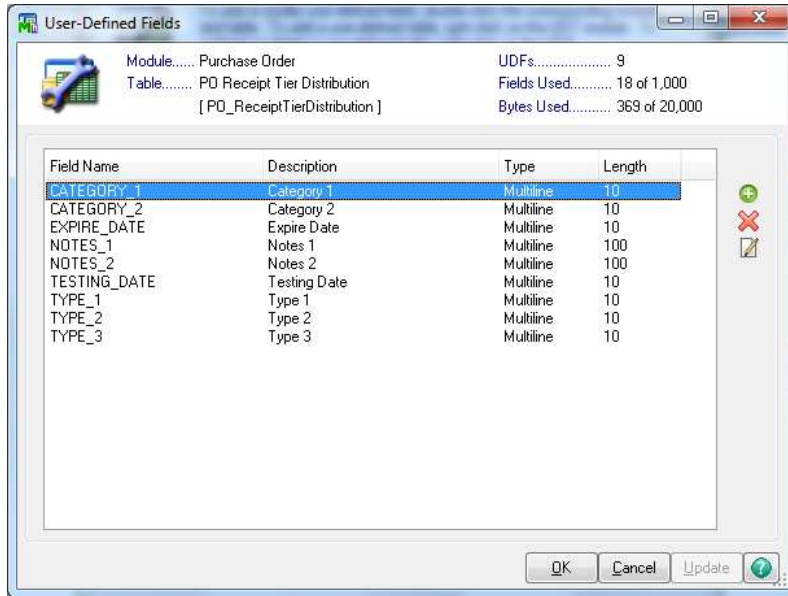 User-Defined Fields
Module...... Purchase Order UDFs................... 9
Table........ PO Receipt Tier Distribution Fields Used........... 18 of 1,000
[ PO_ReceiptTierDistribution ] Bytes Used........... 369 of 20,000
Field Name Description Type Length
CATEGORY_1 Category 1 Multiline 10
CATEGORY_2 Category 2 Multiline 10
EXPIRE_DATE Expire Date Multiline 10
NOTES_1 Notes 1 Multiline 100
NOTES_2 Notes 2 Multiline 100
TESTING_DATE Testing Date Multiline 10
TYPE_1 Type 1 Multiline 10
TYPE_2 Type 2 Multiline 10
TYPE_3 Type 3 Multiline 10
OK Cancel Update